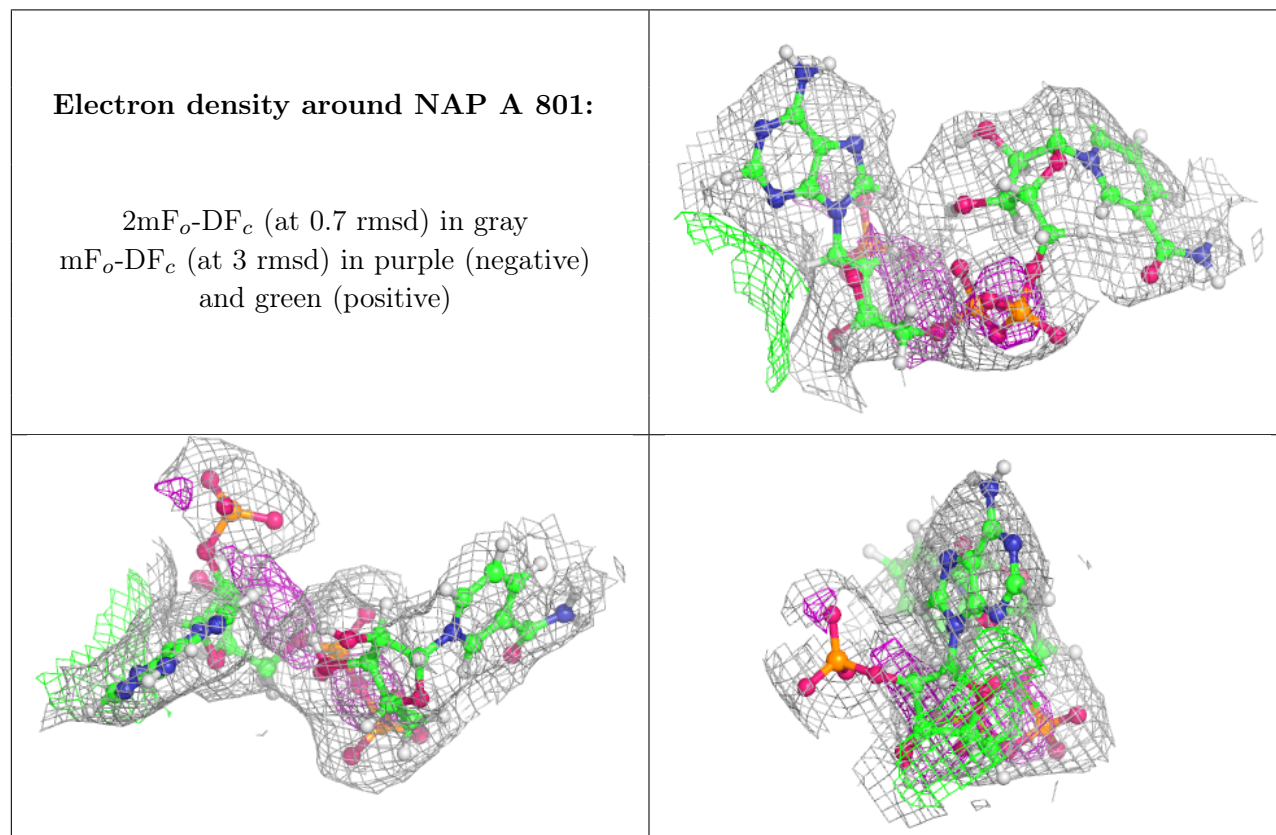 Electron density around NAP A 801:
2mFo-DFc (at 0.7 rmsd) in gray
mFo-DFc (at 3 rmsd) in purple (negative)
and green (positive)